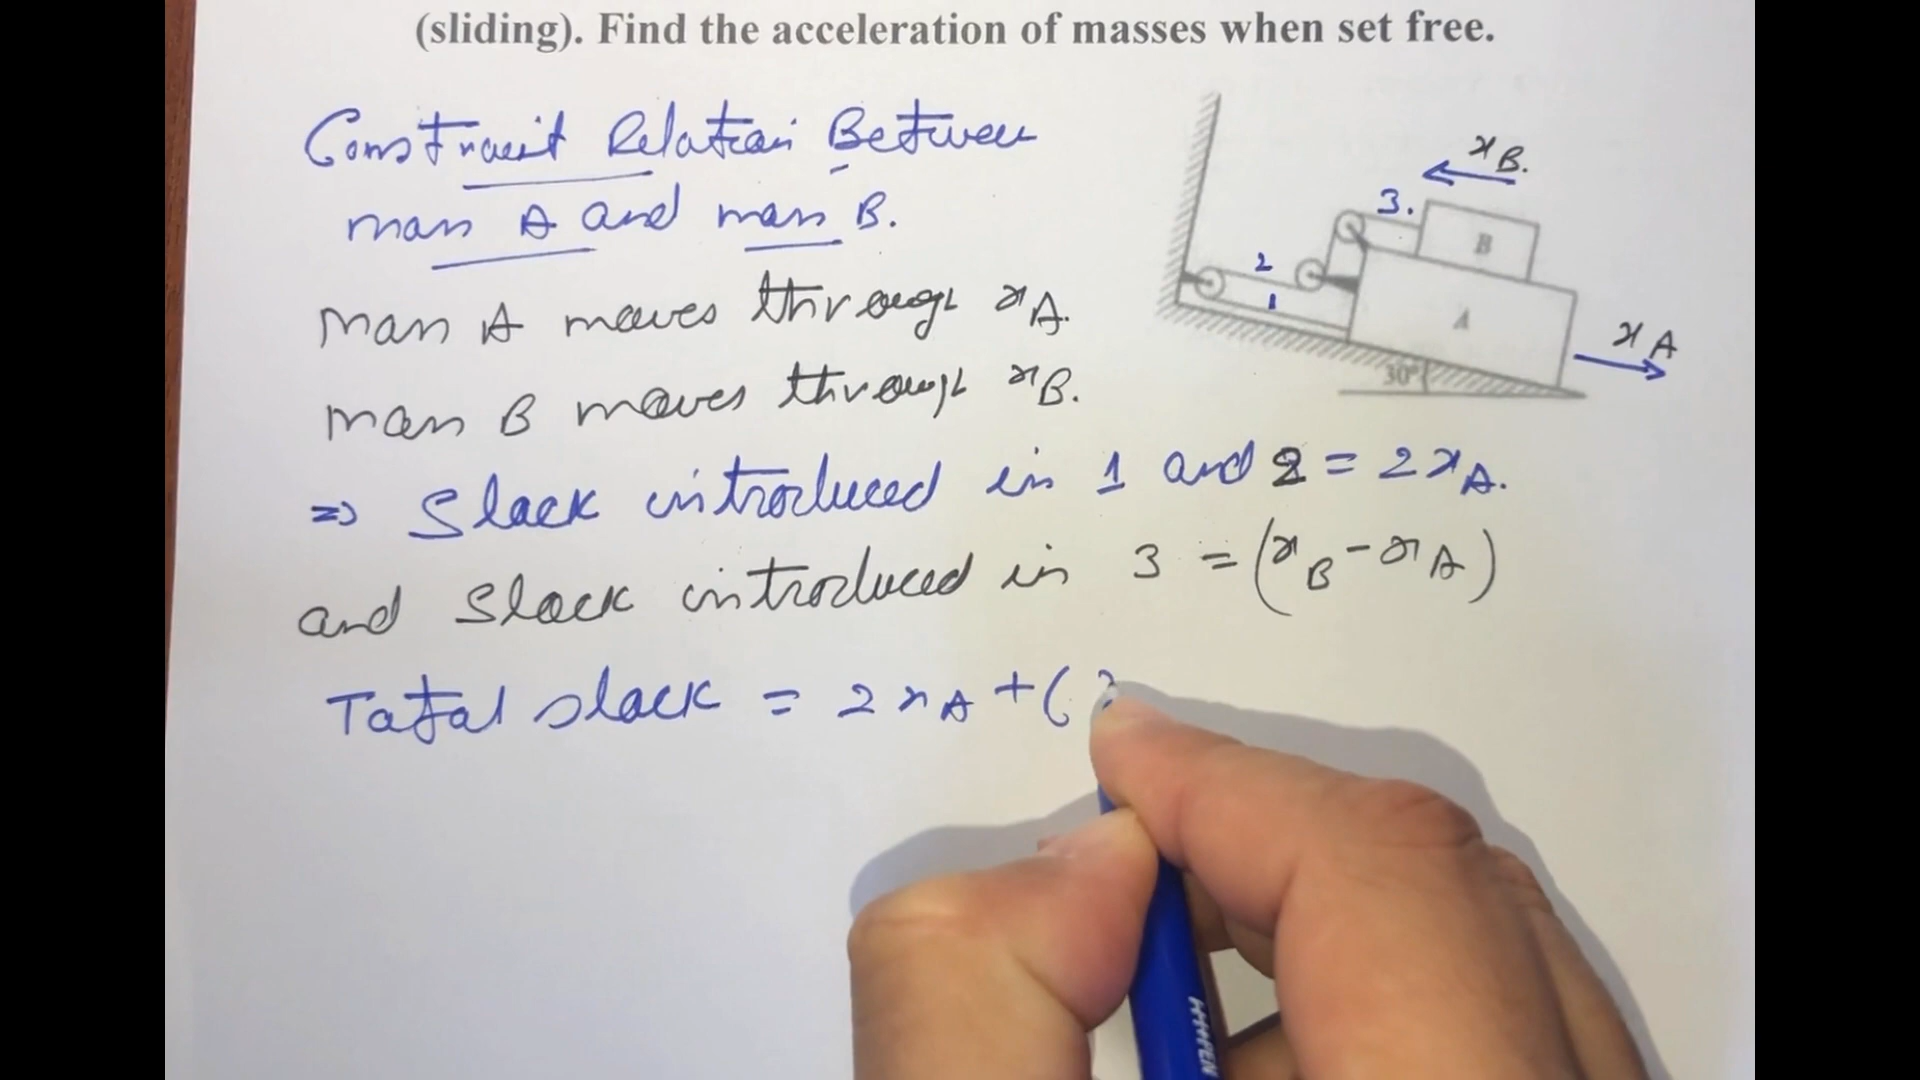 (sliding). Find the acceleration of masses when set free.
Constraint Relation Between
mass A and mass B.
mass A moves through xA.
mass B moves through xB.
⇒ Slack introduced in 1 and 2 = 2xA.
and Slack introduced in 3 = (xB - xA)
Total slack = 2xA + (
xB.
3.
B
2
1
A
xA
30°